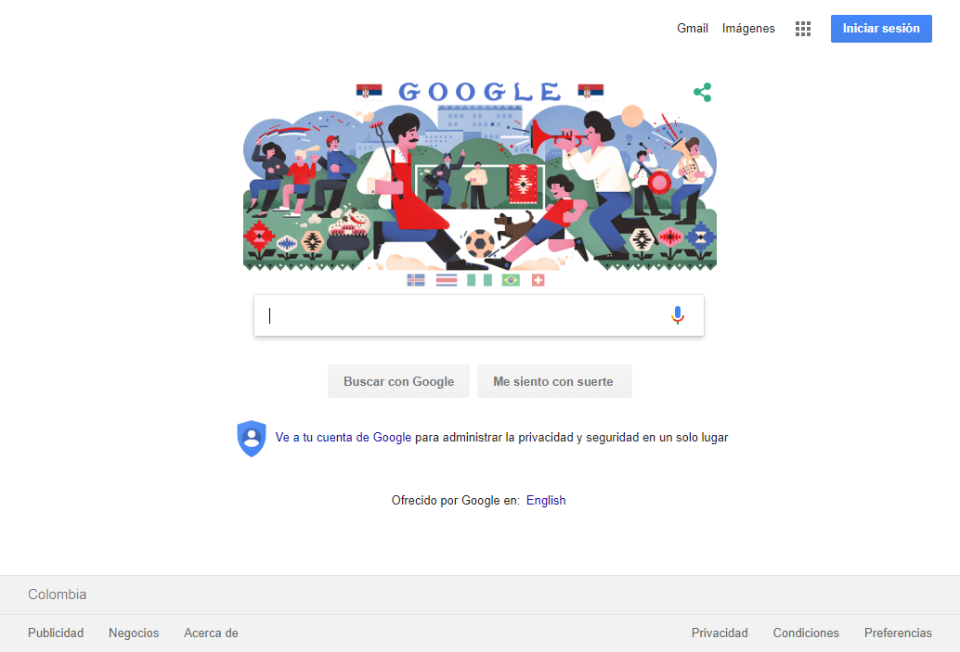 Gmail Imágenes Iniciar sesión
GOOGLE
Buscar con Google Me siento con suerte
Ve a tu cuenta de Google para administrar la privacidad y seguridad en un solo lugar
Ofrecido por Google en: English
Colombia
Publicidad Negocios Acerca de Privacidad Condiciones Preferencias